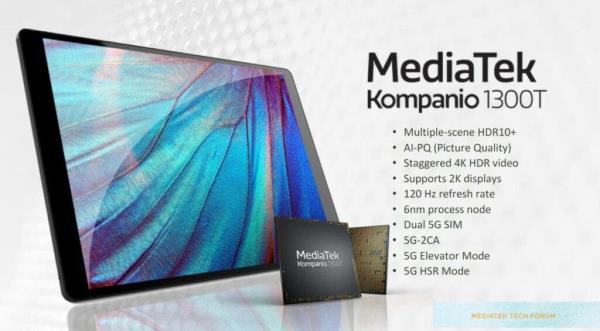 MediaTek
Kompanio 1300T
• Multiple-scene HDR10+
• AI-PQ (Picture Quality)
• Staggered 4K HDR video
• Supports 2K displays
• 120 Hz refresh rate
• 6nm process node
• Dual 5G SIM
• 5G-2CA
• 5G Elevator Mode
• 5G HSR Mode
MediaTek
Kompanio 1300T
MEDIATEK TECH FORUM